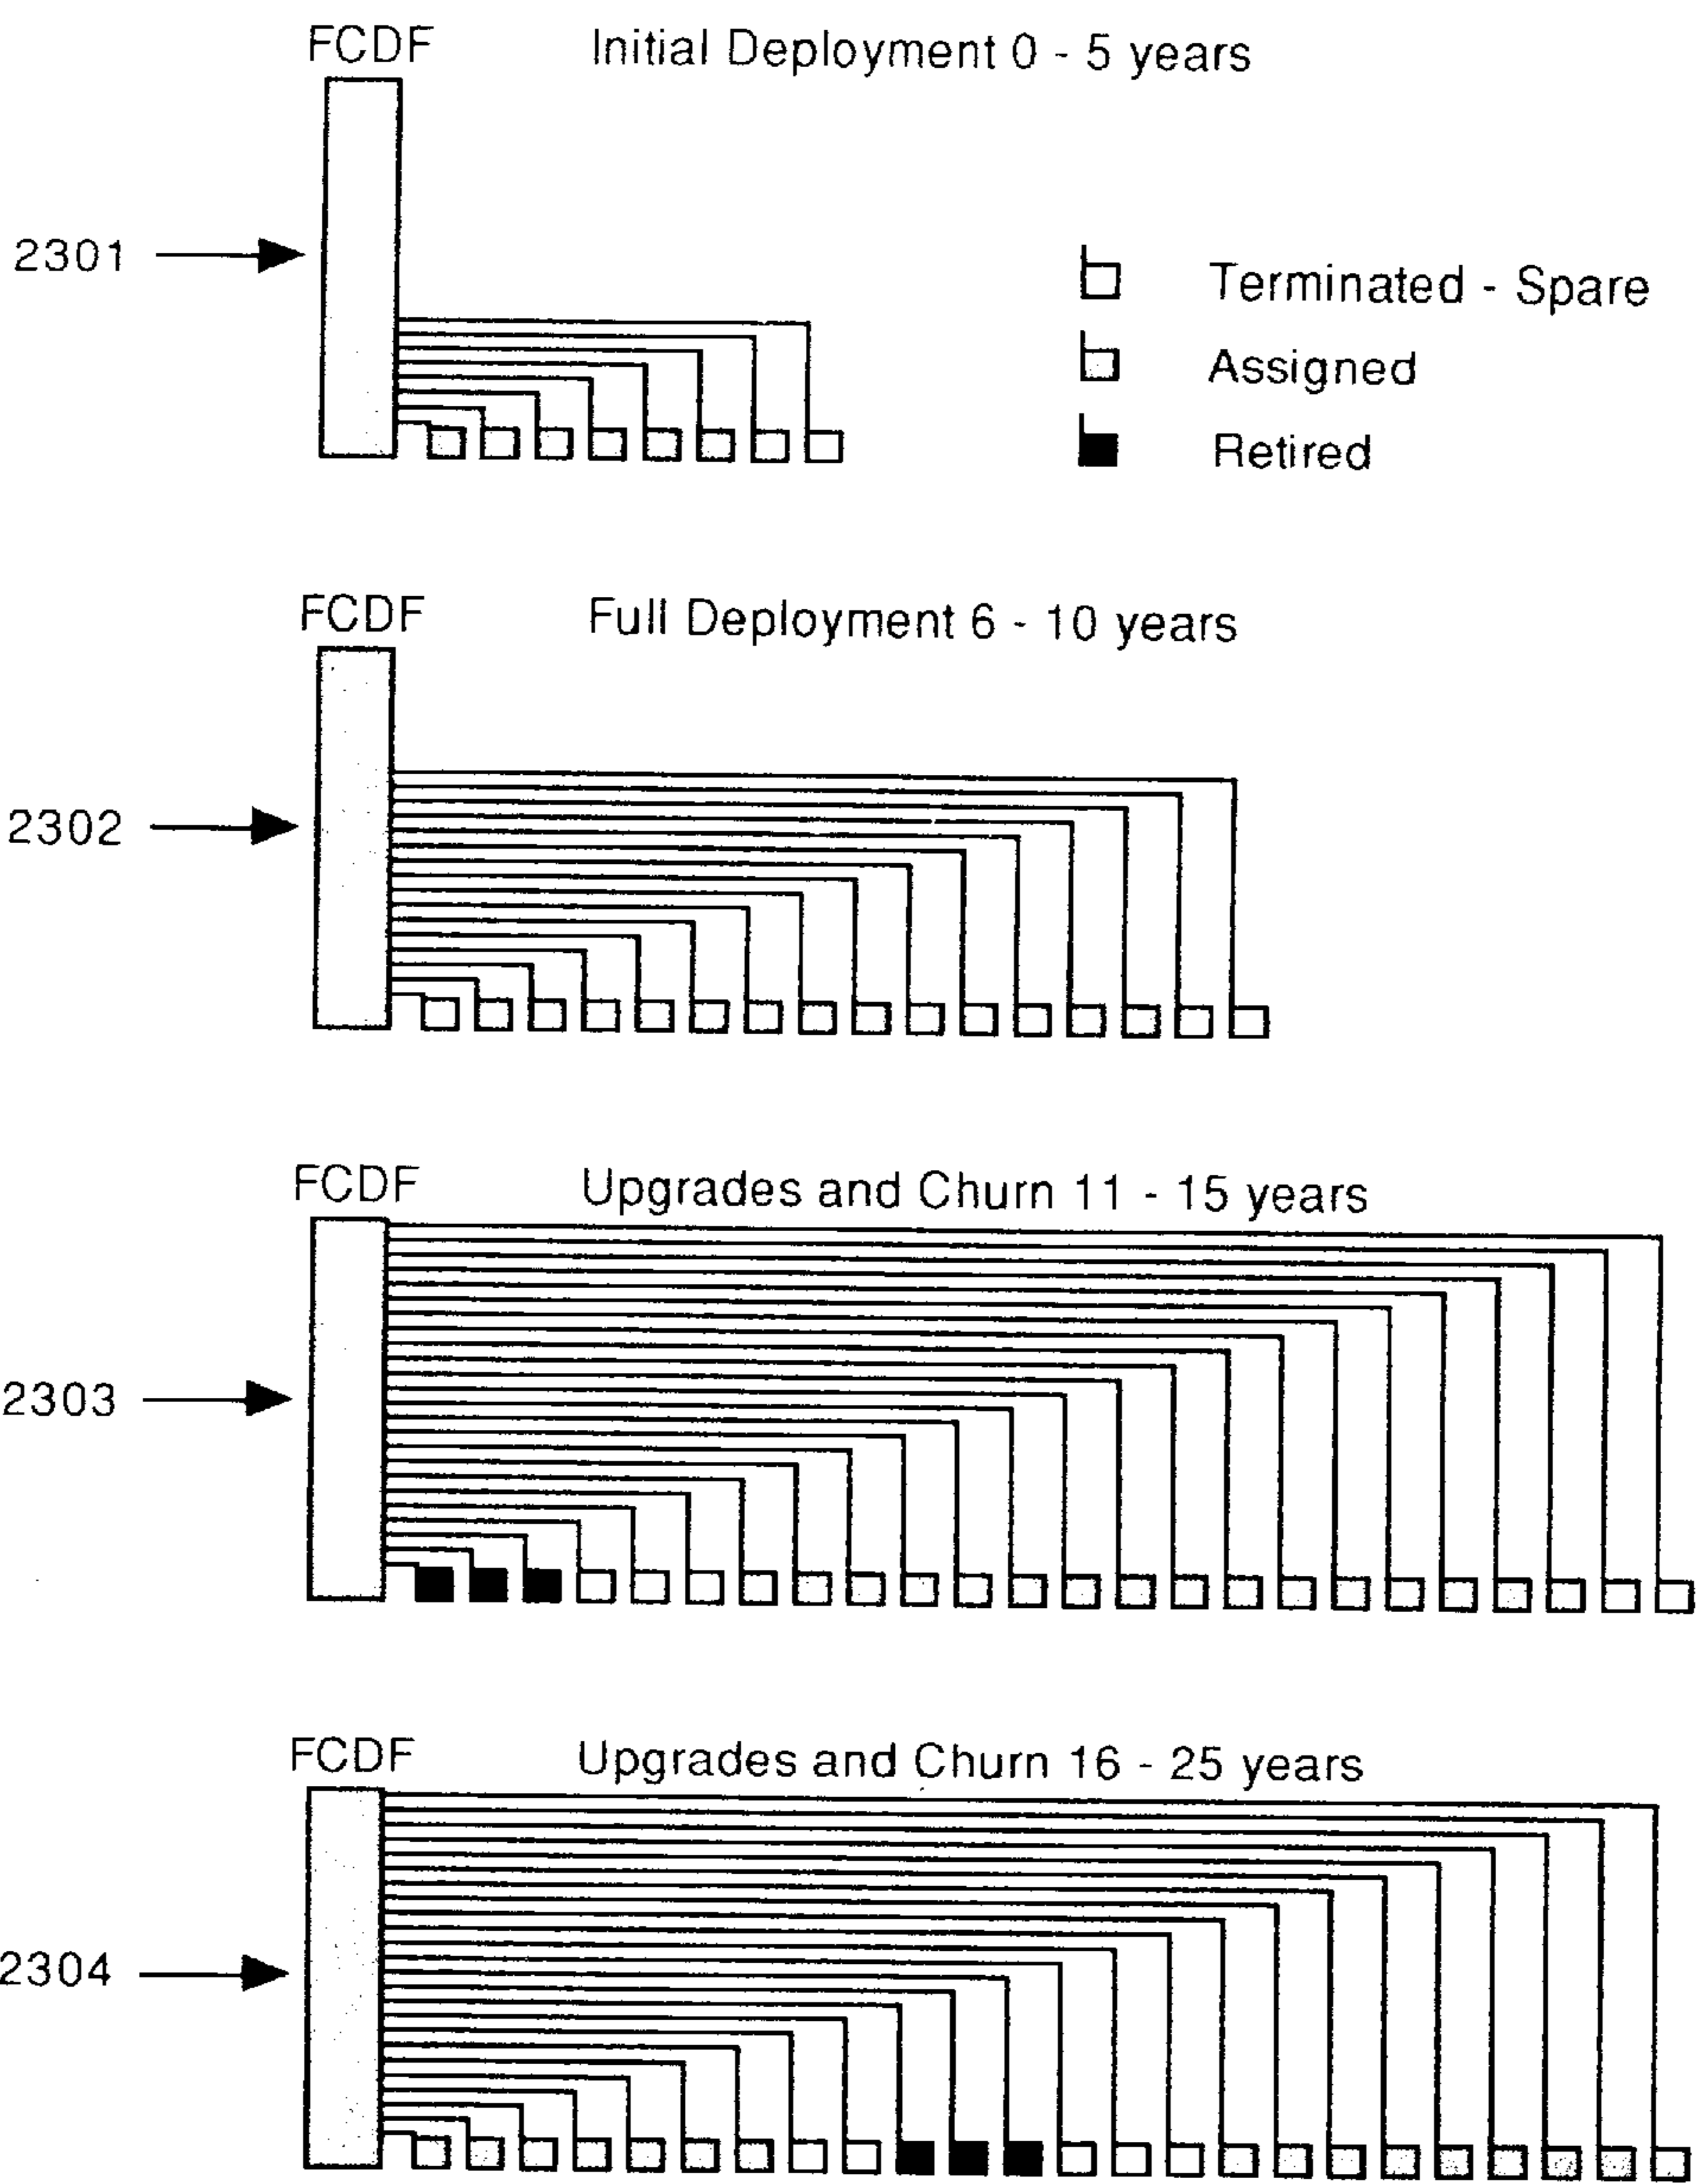 FCDF Initial Deployment 0 - 5 years
2301
Terminated - Spare
Assigned
Retired
FCDF Full Deployment 6 - 10 years
2302
FCDF Upgrades and Churn 11 - 15 years
2303
FCDF Upgrades and Churn 16 - 25 years
2304